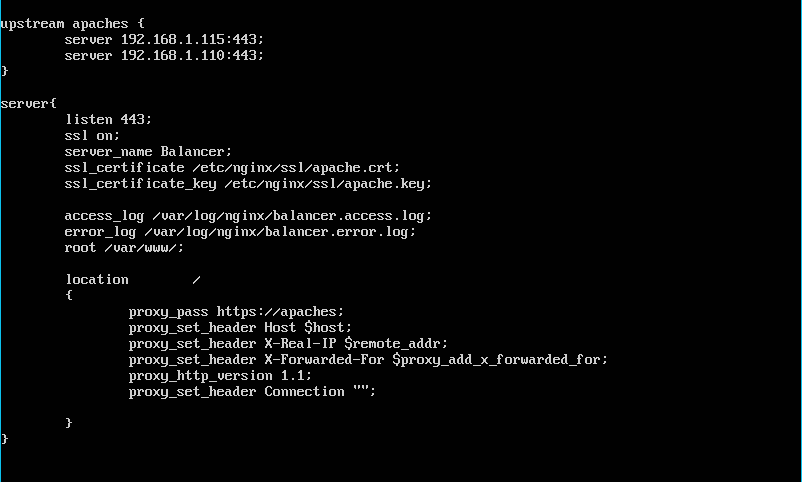 upstream apaches {
        server 192.168.1.115:443;
        server 192.168.1.110:443;
}

server{
        listen 443;
        ssl on;
        server_name Balancer;
        ssl_certificate /etc/nginx/ssl/apache.crt;
        ssl_certificate_key /etc/nginx/ssl/apache.key;

        access_log /var/log/nginx/balancer.access.log;
        error_log /var/log/nginx/balancer.error.log;
        root /var/www/;

        location        /
        {
                proxy_pass https://apaches;
                proxy_set_header Host $host;
                proxy_set_header X-Real-IP $remote_addr;
                proxy_set_header X-Forwarded-For $proxy_add_x_forwarded_for;
                proxy_http_version 1.1;
                proxy_set_header Connection "";

        }
}